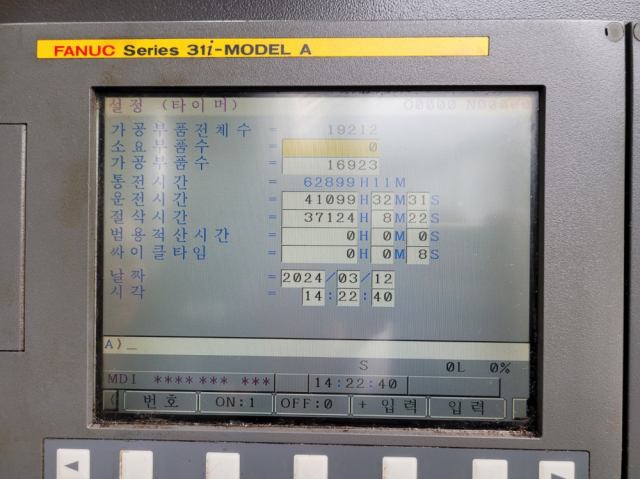 FANUC Series 31i-MODEL A
설정 (타이머) O0000 N00000
가공부품전체수 = 19212
소요부품수 = 0
가공부품수 = 16923
통전시간 = 62899H11M
운전시간 = 41099H32M31S
절삭시간 = 37124H 8M22S
범용적산시간 = 0H 0M 0S
싸이클타임 = 0H 0M 8S
날짜 = 2024/03/12
시각 = 14:22:40
A)_
S 0L 0%
MDI **** *** *** 14:22:40
( 번호 ON:1 OFF:0 + 입력 입력